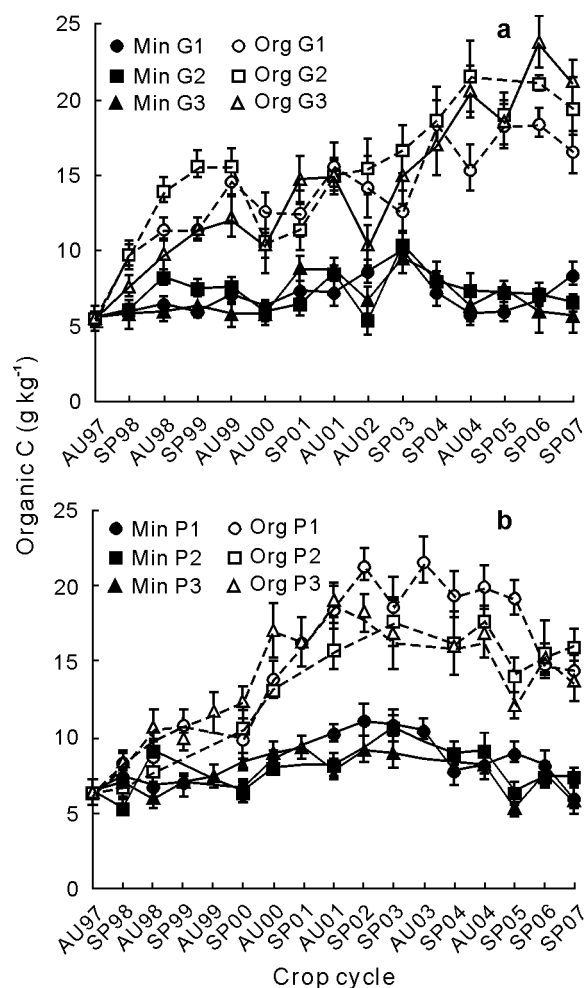 25
a
Min G1 Org G1
Min G2 Org G2
Min G3 Org G3
20
15
10
5
0
AU97 SP98 AU98 SP99 AU99 AU00 SP01 AU01 AU02 SP03 SP04 AU04 SP05 SP06 SP07
Organic C (g kg⁻¹)
25
b
Min P1 Org P1
Min P2 Org P2
Min P3 Org P3
20
15
10
5
0
AU97 SP98 AU98 SP99 AU99 SP00 AU00 SP01 AU01 SP02 SP03 AU03 SP04 AU04 SP05 SP06 SP07
Crop cycle